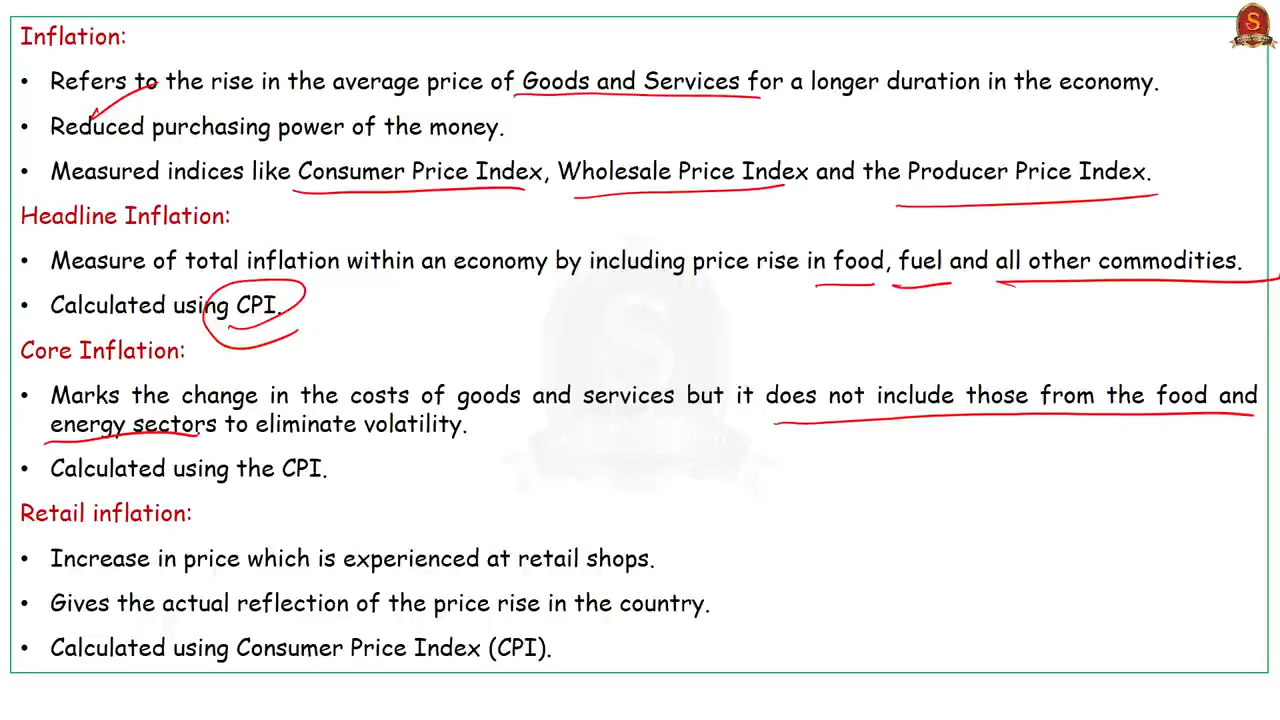 Inflation:
• Refers to the rise in the average price of Goods and Services for a longer duration in the economy.
• Reduced purchasing power of the money.
• Measured indices like Consumer Price Index, Wholesale Price Index and the Producer Price Index.
Headline Inflation:
• Measure of total inflation within an economy by including price rise in food, fuel and all other commodities.
• Calculated using CPI.
Core Inflation:
• Marks the change in the costs of goods and services but it does not include those from the food and
energy sectors to eliminate volatility.
• Calculated using the CPI.
Retail inflation:
• Increase in price which is experienced at retail shops.
• Gives the actual reflection of the price rise in the country.
• Calculated using Consumer Price Index (CPI).
S